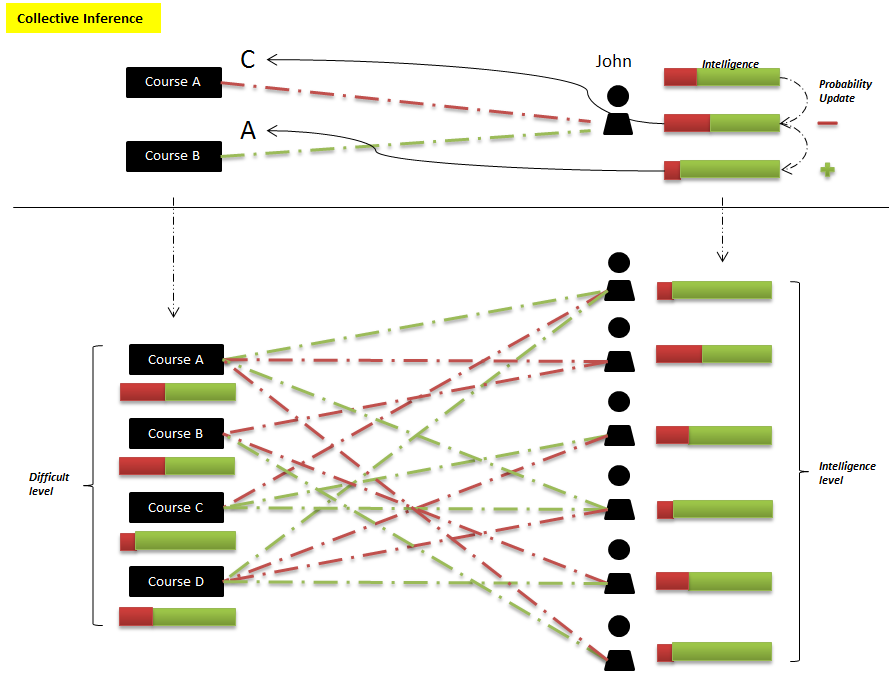 Collective Inference
C
John
Intelligence
Course A
Probability
Update
A
Course B
Course A
Course B
Difficult
level
Intelligence
level
Course C
Course D